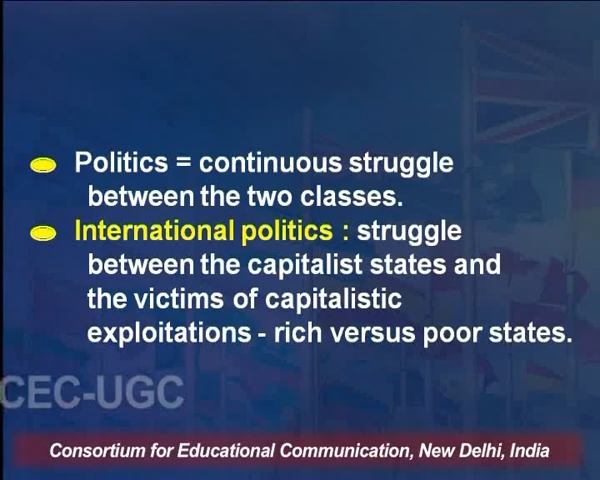 Politics = continuous struggle
between the two classes.
International politics : struggle
between the capitalist states and
the victims of capitalistic
exploitations - rich versus poor states.
CEC-UGC
Consortium for Educational Communication, New Delhi, India